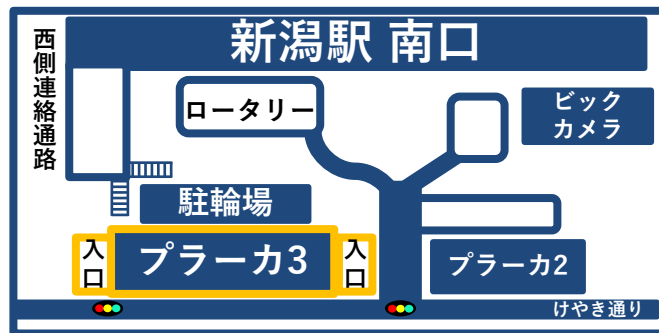 新潟駅 南口
西側連絡通路
ロータリー
ビック
カメラ
駐輪場
入口
プラーカ3
入口
プラーカ2
けやき通り